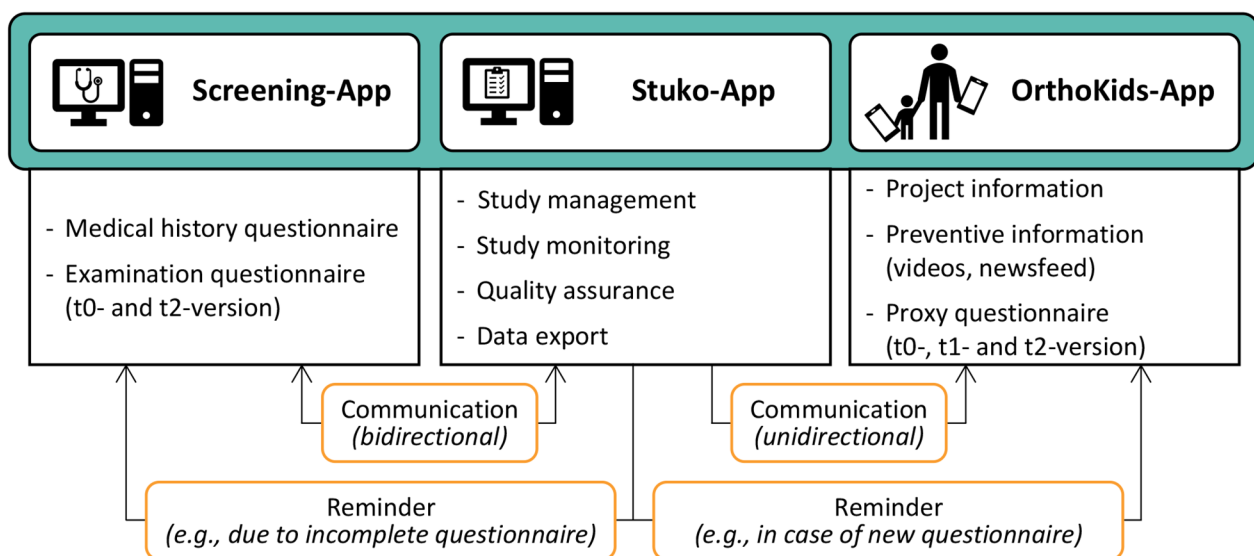 Screening-App
Stuko-App
OrthoKids-App
- Medical history questionnaire
- Examination questionnaire
(t0- and t2-version)
- Study management
- Study monitoring
- Quality assurance
- Data export
- Project information
- Preventive information
(videos, newsfeed)
- Proxy questionnaire
(t0-, t1- and t2-version)
Communication
(bidirectional)
Communication
(unidirectional)
Reminder
(e.g., due to incomplete questionnaire)
Reminder
(e.g., in case of new questionnaire)